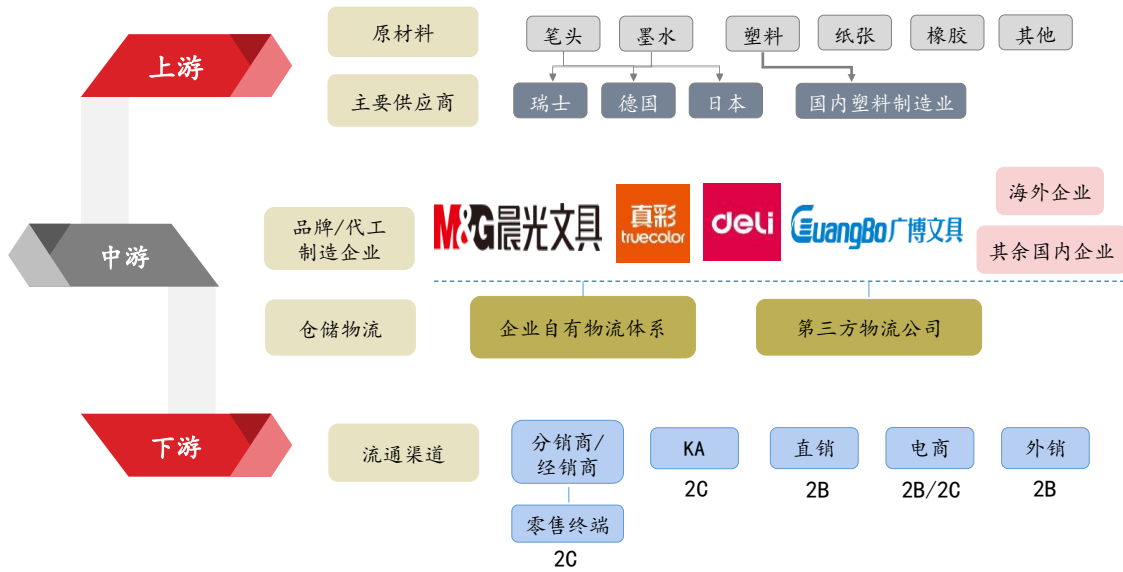 上游
原材料
笔头
墨水
塑料
纸张
橡胶
其他
主要供应商
瑞士
德国
日本
国内塑料制造业
中游
品牌/代工
制造企业
M&G晨光文具
真彩
truecolor
deli
GuangBo广博文具
海外企业
其余国内企业
仓储物流
企业自有物流体系
第三方物流公司
下游
流通渠道
分销商/
经销商
零售终端
2C
KA
2C
直销
2B
电商
2B/2C
外销
2B